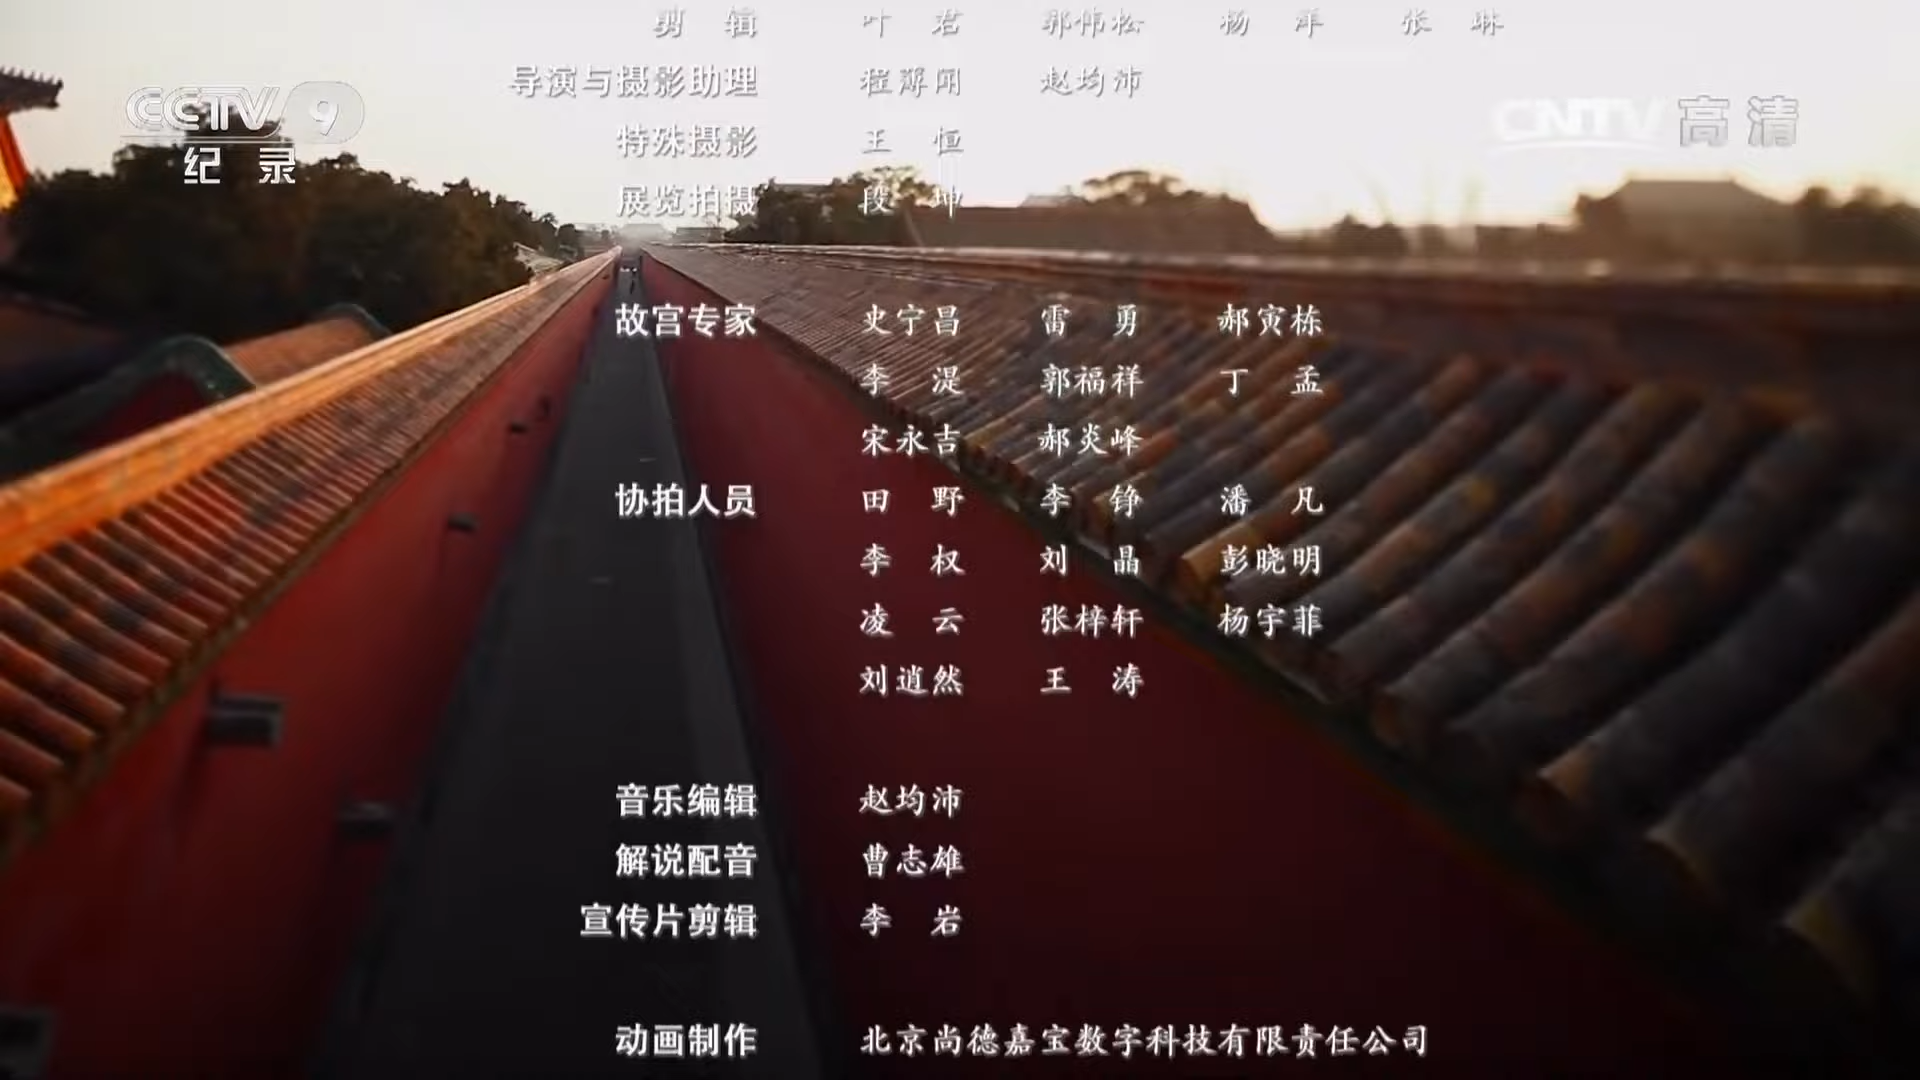 剪 辑 叶 君 郭伟松 杨 洋 张 琳
导演与摄影助理 程薄闻 赵均沛
CCTV 9
纪 录
CNTV 高清
特殊摄影 王 恒
展览拍摄 段 坤
故宫专家 史宁昌 雷 勇 郝寅栋
李 湜 郭福祥 丁 孟
宋永吉 郝炎峰
协拍人员 田 野 李 铮 潘 凡
李 权 刘 晶 彭晓明
凌 云 张梓轩 杨宇菲
刘逍然 王 涛
音乐编辑 赵均沛
解说配音 曹志雄
宣传片剪辑 李 岩
动画制作 北京尚德嘉宝数字科技有限责任公司